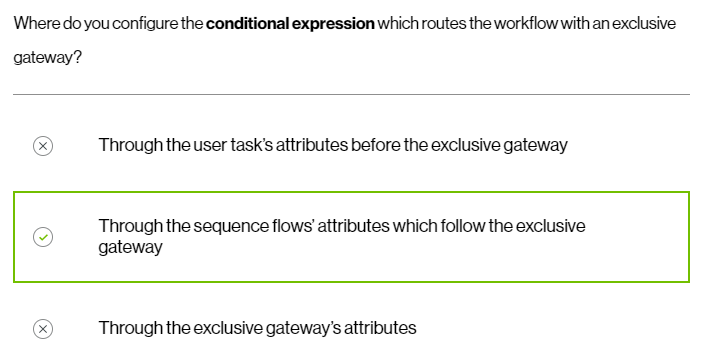 Where do you configure the conditional expression which routes the workflow with an exclusive
gateway?
Through the user task's attributes before the exclusive gateway
Through the sequence flows' attributes which follow the exclusive
gateway
Through the exclusive gateway's attributes